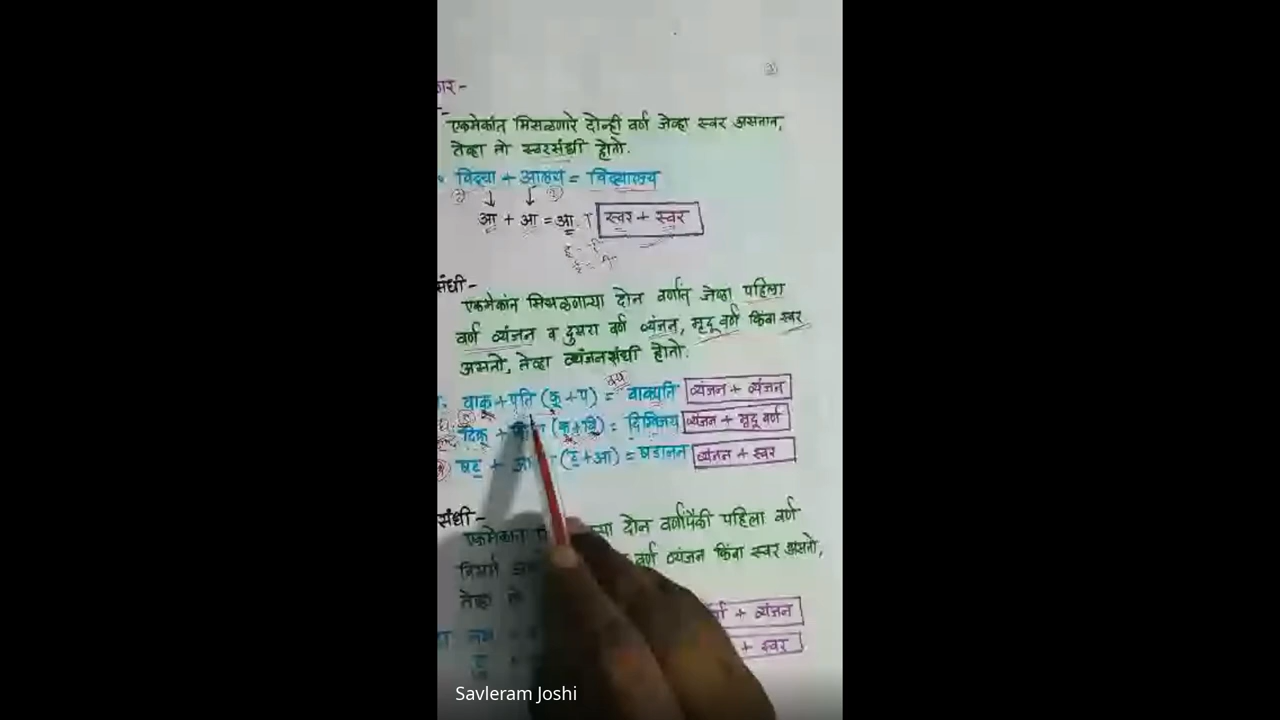 कार-
एकमेकांत मिसळणारे दोन्ही वर्ण जेव्हा स्वर असतात,
तेव्हा तो स्वरसंधी होतो.
विद्या + आलय = विद्यालय
आ + आ = आ स्वर + स्वर
संधी-
एकमेकांत मिसळणाऱ्या दोन वर्णांत जेव्हा पहिला
वर्ण व्यंजन व दुसरा वर्ण व्यंजन, मृदू वर्ण किंवा स्वर
असतो, तेव्हा व्यंजनसंधी होतो.
वाक् + पति (क्+प) = वाक्पति व्यंजन + व्यंजन
दिक् + (क्+वि) = दिग्विजय व्यंजन + मृदू वर्ण
षट् + (ट्+आ) = षडानन व्यंजन + स्वर
संधी-
एकमेकांत दोन वर्णांपैकी पहिला वर्ण
विसर्ग वर्ण व्यंजन किंवा स्वर असतो,
तेव्हा तो
+ व्यंजन
+ स्वर
Savleram Joshi